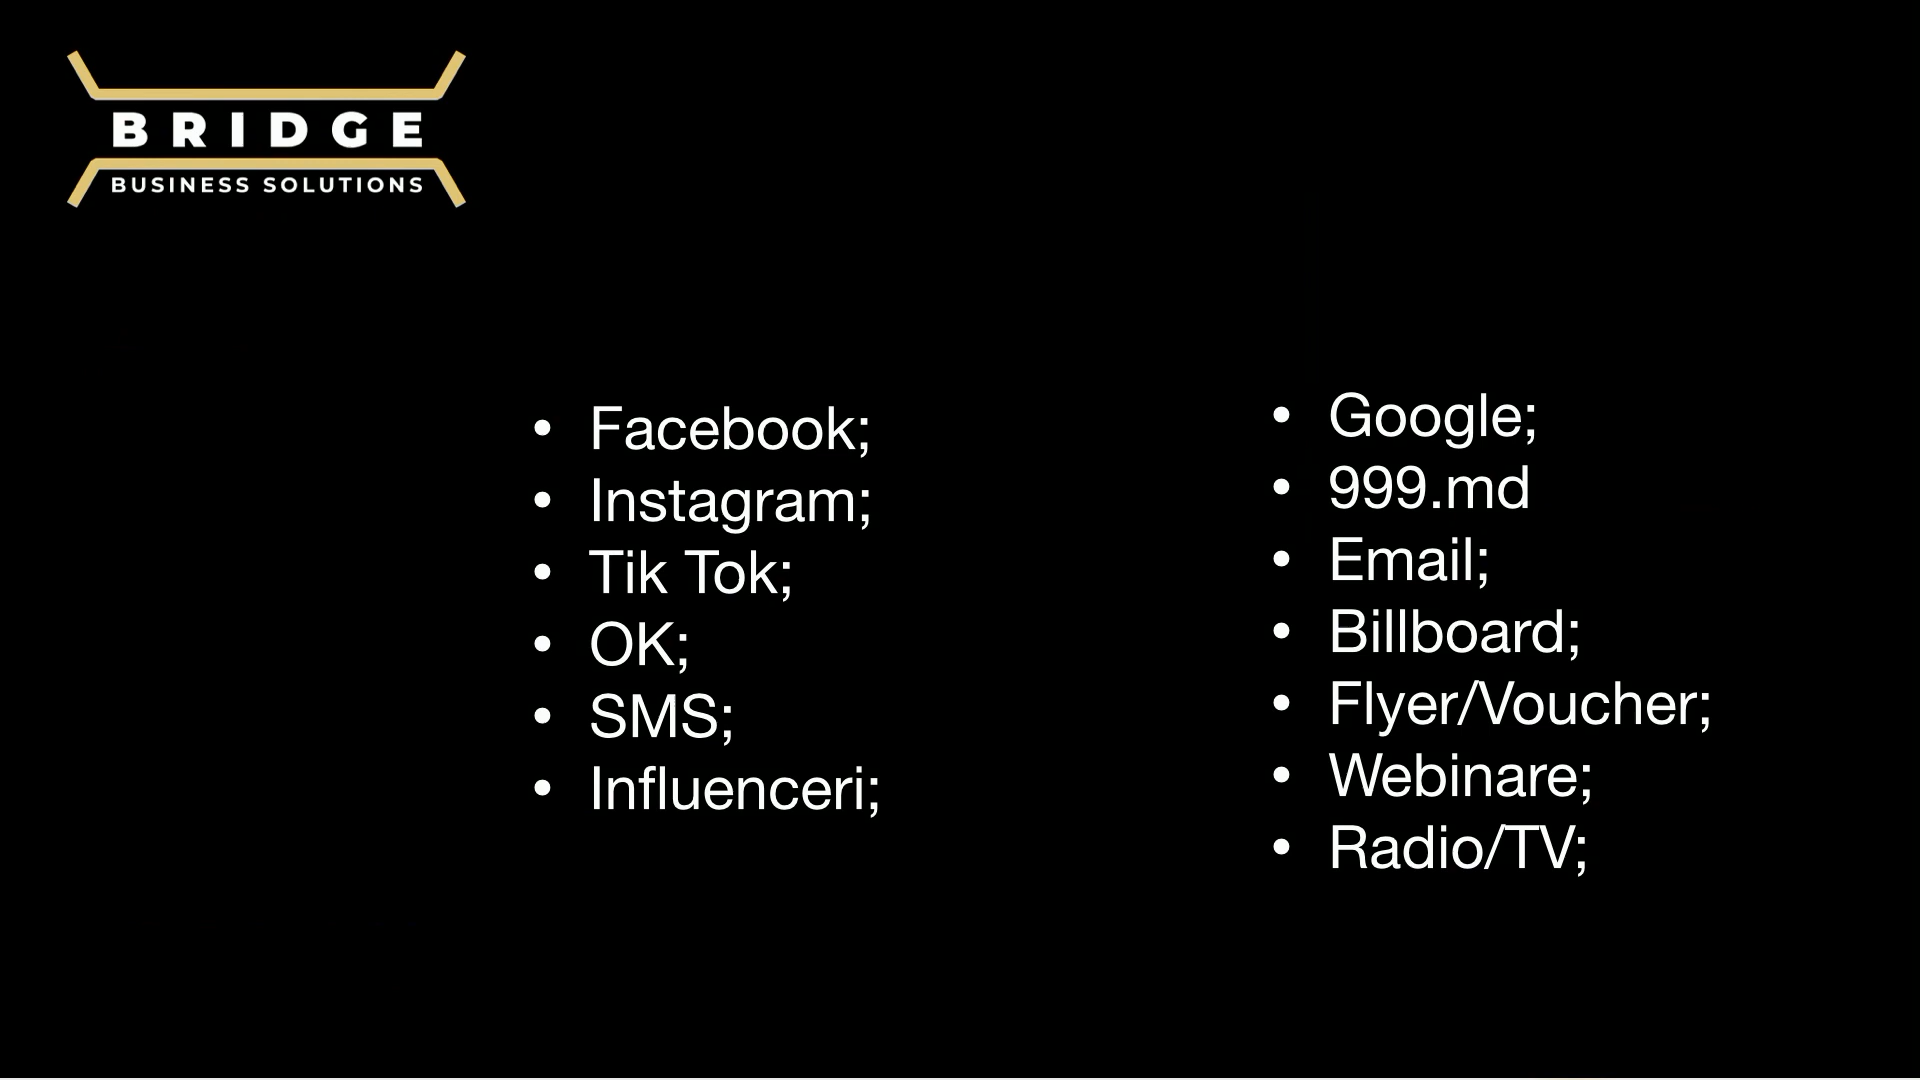 BRIDGE
BUSINESS SOLUTIONS
• Facebook;
• Instagram;
• Tik Tok;
• OK;
• SMS;
• Influenceri;
• Google;
• 999.md
• Email;
• Billboard;
• Flyer/Voucher;
• Webinare;
• Radio/TV;